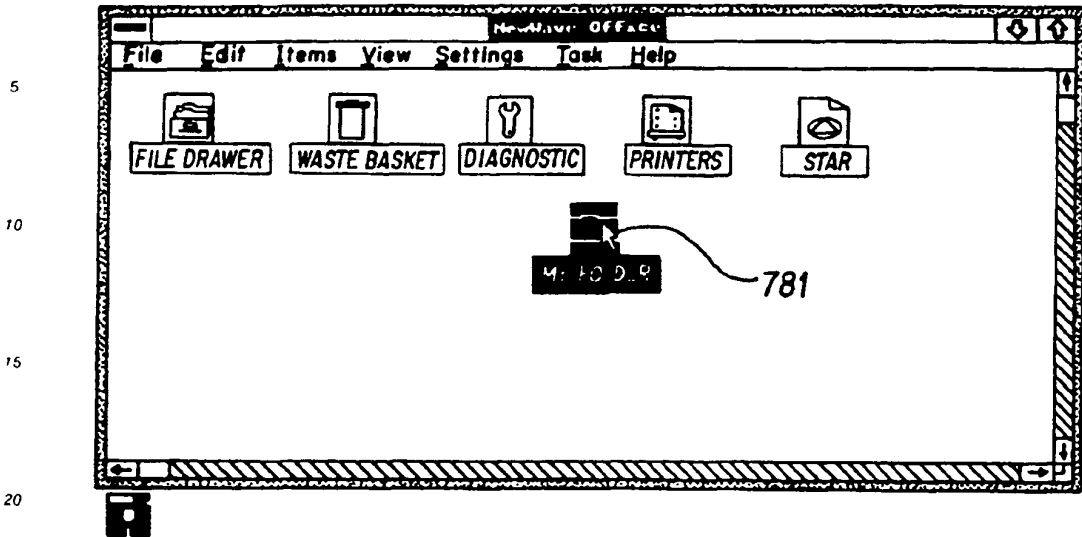 NewWave Office
File Edit Items View Settings Task Help
5
FILE DRAWER WASTE BASKET DIAGNOSTIC PRINTERS STAR
10
781
15
20